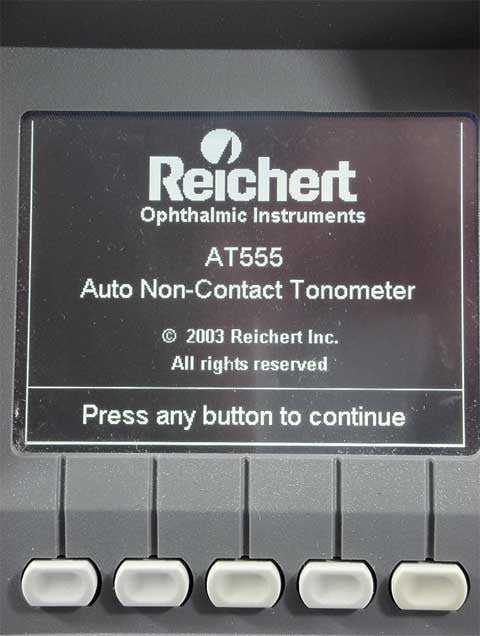 Reichert
Ophthalmic Instruments
AT555
Auto Non-Contact Tonometer
© 2003 Reichert Inc.
All rights reserved
Press any button to continue